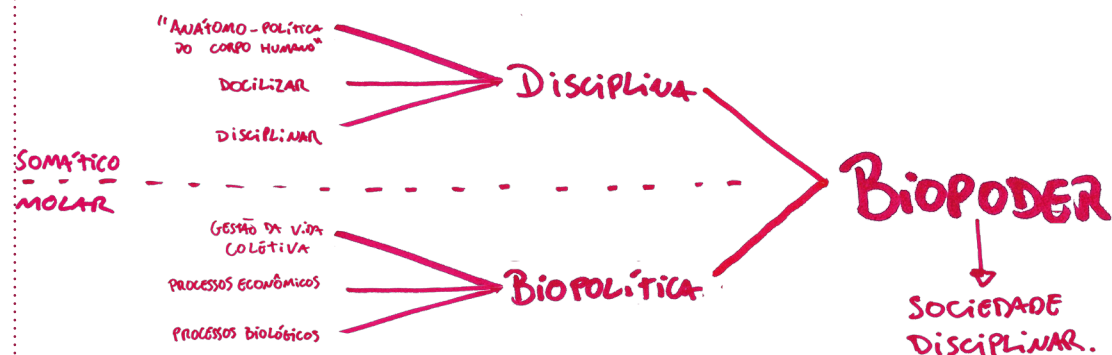 "ANÁTOMO-POLÍTICA
DO CORPO HUMANO"
DOCILIZAR
DISCIPLINAR
DISCIPLINA
SOMÁTICO
MOLAR
BIOPODER
GESTÃO DA VIDA
COLETIVA
PROCESSOS ECONÔMICOS
PROCESSOS BIOLÓGICOS
BIOPOLÍTICA
SOCIEDADE
DISCIPLINAR.